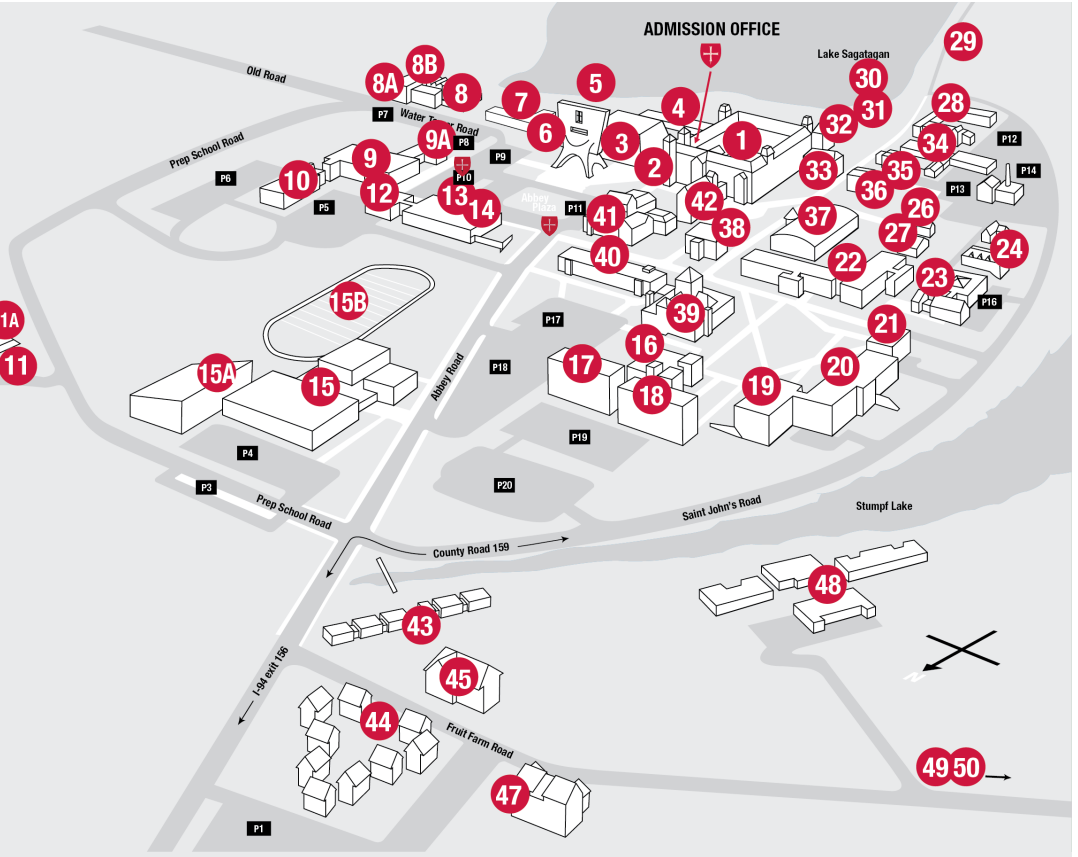 ADMISSION OFFICE
29
Lake Sagatagan
8B
5
30
Old Road
8A
8
7
4
31
28
P7
Water Tower Road
6
3
1
32
P12
Prep School Road
9A
P8
34
9
P9
2
33
35
P14
P6
10
P10
36
P13
12
13
42
P5
14
Abbey
Plaza
P11
41
37
26
38
27
24
40
22
23
15B
P16
1A
P17
39
21
16
11
15A
15
P18
17
18
19
20
Abbey Road
P4
P19
P3
P20
Prep School Road
Saint John's Road
Stumpf Lake
County Road 159
48
43
I-94 exit 156
45
N
44
Fruit Farm Road
49
50
47
P1